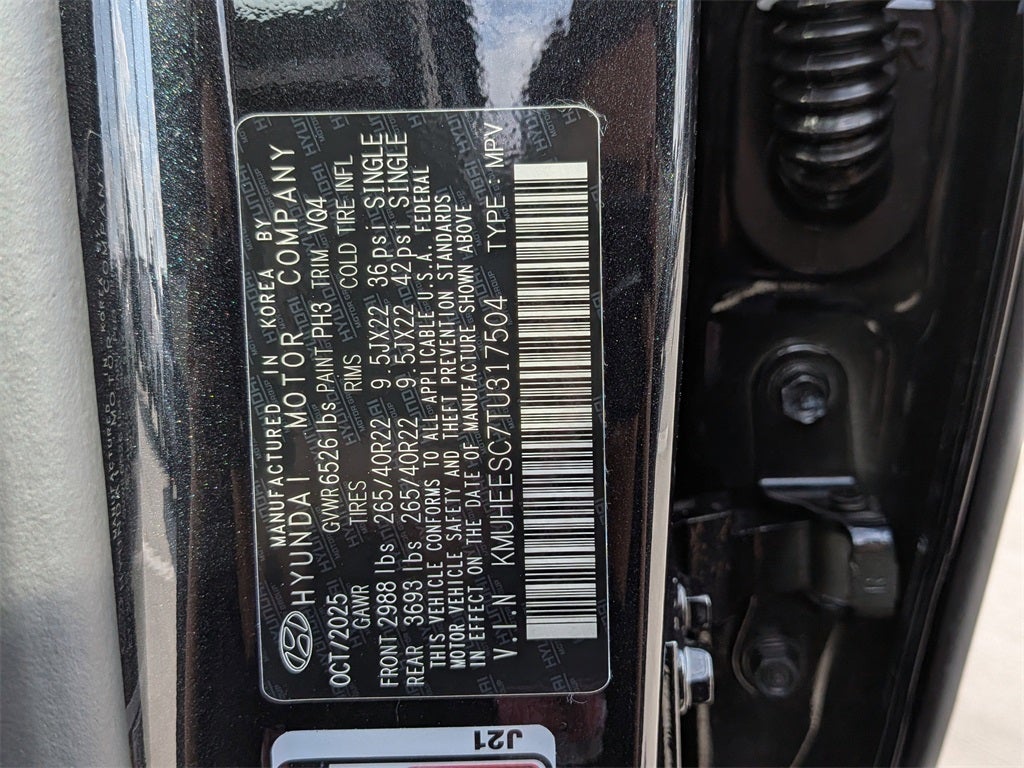 MANUFACTURED IN KOREA BY
HYUNDAI MOTOR COMPANY
OCT/2025 GVWR6526lbs PAINT PH3 TRIM VQ4
GAWR TIRES RIMS COLD TIRE INFL
FRONT 2988 lbs 265/40R22 9.5JX22 36psi SINGLE
REAR 3693 lbs 265/40R22 9.5JX22 42psi SINGLE
THIS VEHICLE CONFORMS TO ALL APPLICABLE U.S.A. FEDERAL
MOTOR VEHICLE SAFETY AND THEFT PREVENTION STANDARDS
IN EFFECT ON THE DATE OF MANUFACTURE SHOWN ABOVE
V.I.N KMUHEESC7TU317504 TYPE : MPV
J21
R